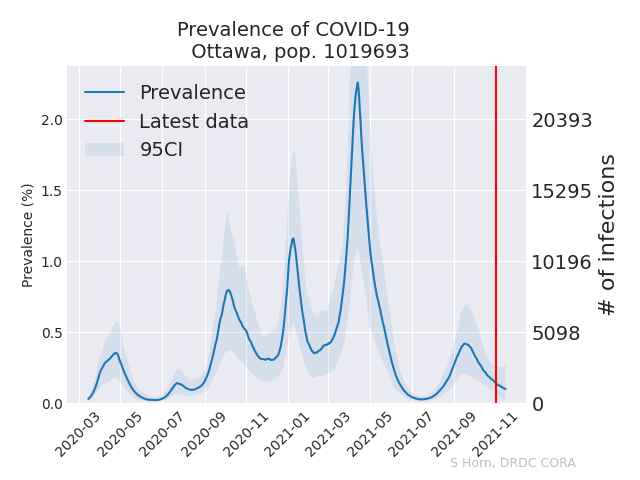 Prevalence of COVID-19
Ottawa, pop. 1019693
Prevalence
Latest data
95CI
Prevalence (%)
2.0
1.5
1.0
0.5
0.0
20393
15295
10196
5098
0
# of infections
2020-03
2020-05
2020-07
2020-09
2020-11
2021-01
2021-03
2021-05
2021-07
2021-09
2021-11
S Horn, DRDC CORA